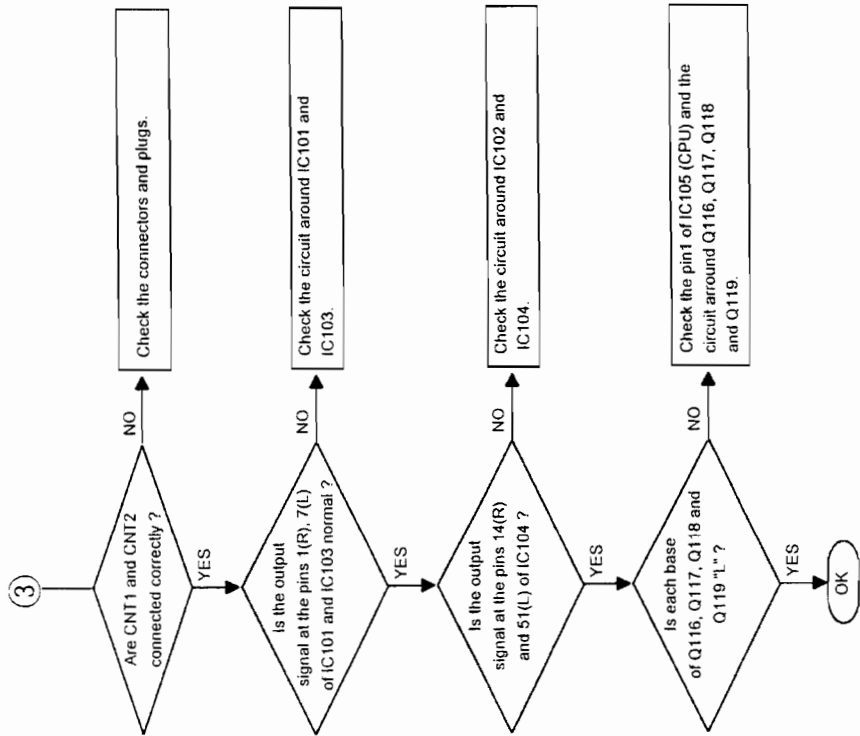 3
Are CNT1 and CNT2
connected correctly ?
NO
Check the connectors and plugs.
YES
Is the output
signal at the pins 1(R), 7(L)
of IC101 and IC103 normal ?
NO
Check the circuit around IC101 and
IC103.
YES
Is the output
signal at the pins 14(R)
and 51(L) of IC104 ?
NO
Check the circuit around IC102 and
IC104.
YES
Is each base
of Q116, Q117, Q118 and
Q119 "L" ?
NO
Check the pin1 of IC105 (CPU) and the
circuit arround Q116, Q117, Q118
and Q119.
YES
OK